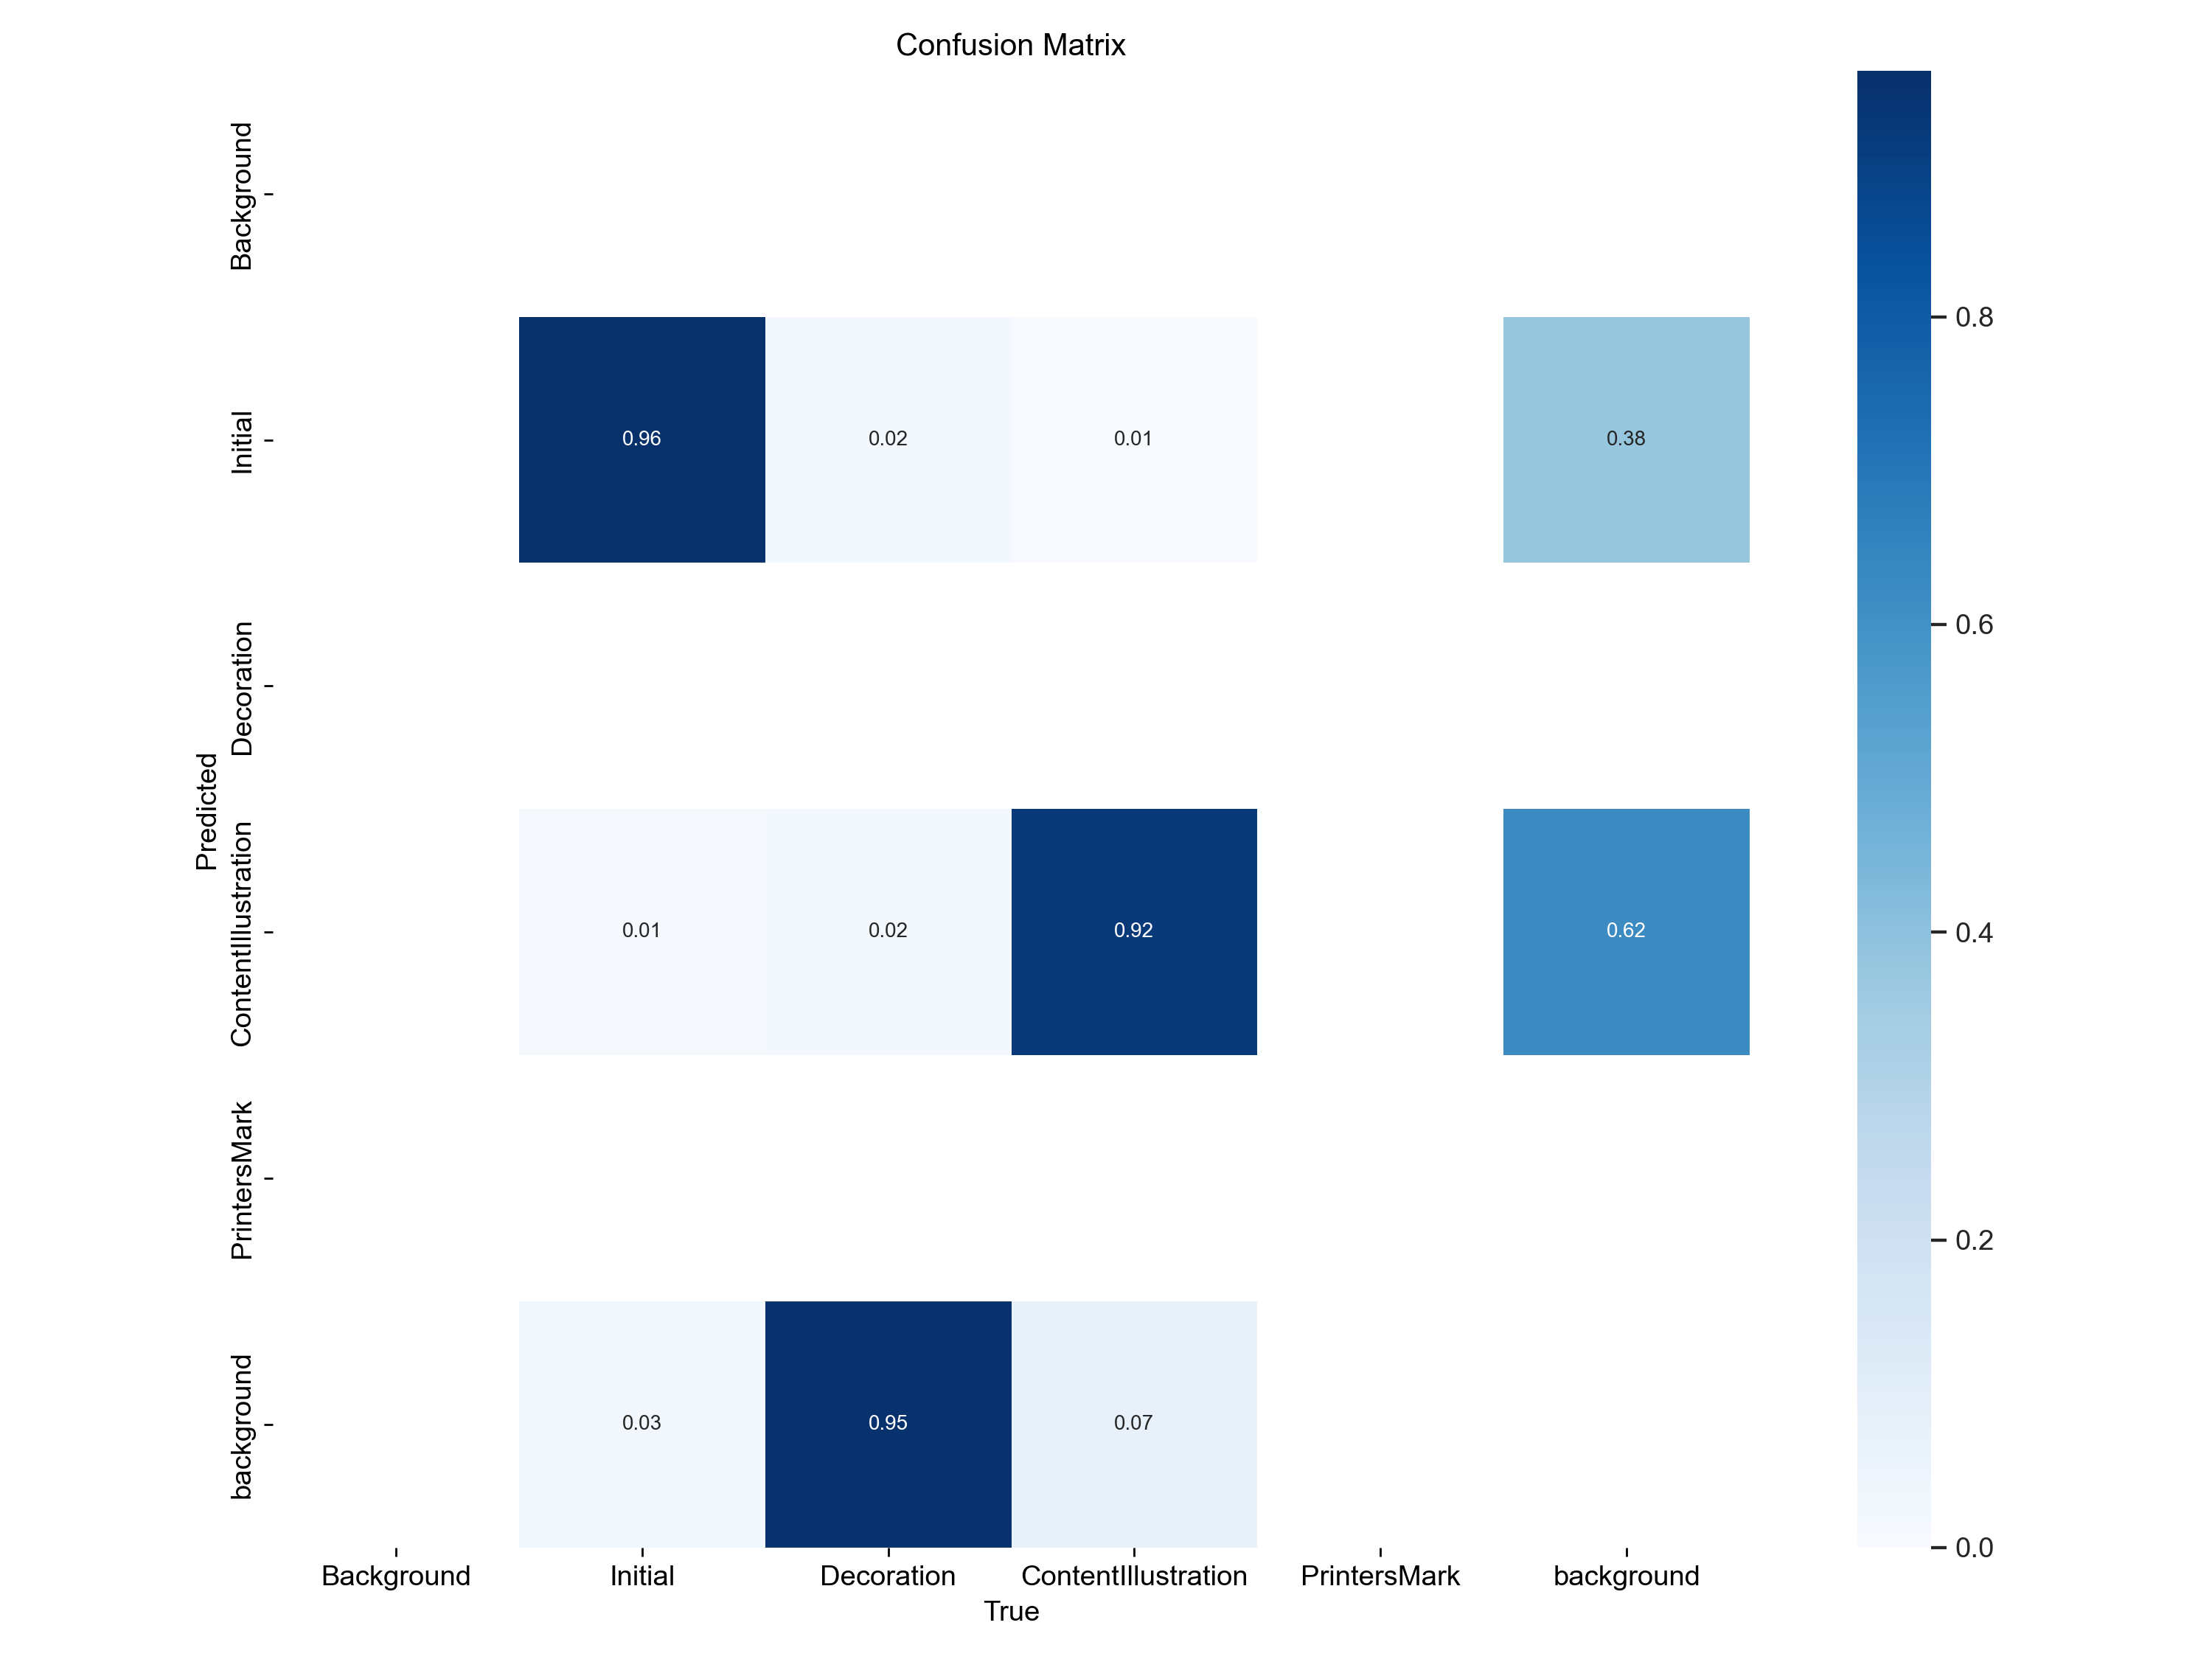 Confusion Matrix
Background
Initial
0.96 0.02 0.01 0.38
0.8
Decoration
0.6
Predicted
ContentIllustration
0.01 0.02 0.92 0.62
0.4
PrintersMark
0.2
background
0.03 0.95 0.07
0.0
Background Initial Decoration ContentIllustration PrintersMark background
True